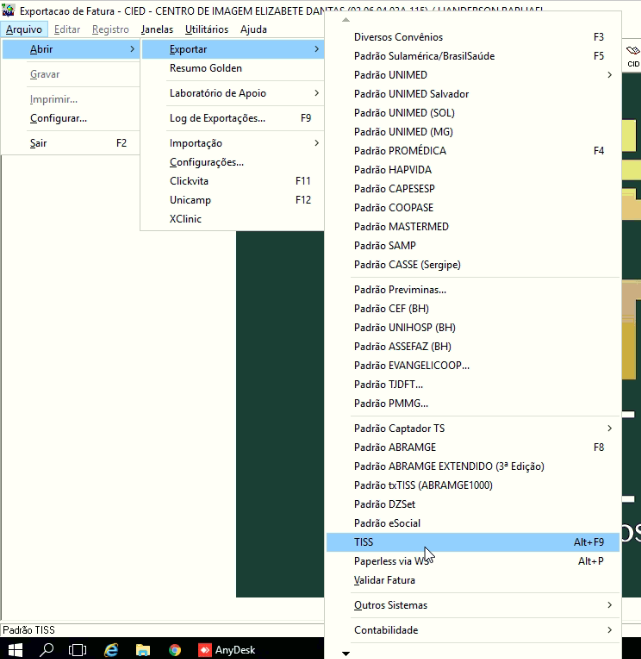 Exportacao de Fatura - CIED - CENTRO DE IMAGEM ELIZABETE DANTAS
Arquivo Editar Registro Janelas Utilitários Ajuda
Abrir
Gravar
Imprimir...
Configurar...
Sair F2
Exportar
Resumo Golden
Laboratório de Apoio
Log de Exportações... F9
Importação
Configurações...
Clickvita F11
Unicamp F12
XClinic
Diversos Convênios F3
Padrão Sulamérica/BrasilSaúde F5
Padrão UNIMED
Padrão UNIMED Salvador
Padrão UNIMED (SOL)
Padrão UNIMED (MG)
Padrão PROMÉDICA F4
Padrão HAPVIDA
Padrão CAPESESP
Padrão COOPASE
Padrão MASTERMED
Padrão SAMP
Padrão CASSE (Sergipe)
Padrão Previminas...
Padrão CEF (BH)
Padrão UNIHOSP (BH)
Padrão ASSEFAZ (BH)
Padrão EVANGELICOOP...
Padrão TJDFT...
Padrão PMMG...
Padrão Captador TS
Padrão ABRAMGE F8
Padrão ABRAMGE EXTENDIDO (3ª Edição)
Padrão txTISS (ABRAMGE1000)
Padrão DZSet
Padrão eSocial
TISS Alt+F9
Paperless via WS Alt+P
Validar Fatura
Outros Sistemas
Contabilidade
CID
os
Padrão TISS
AnyDesk